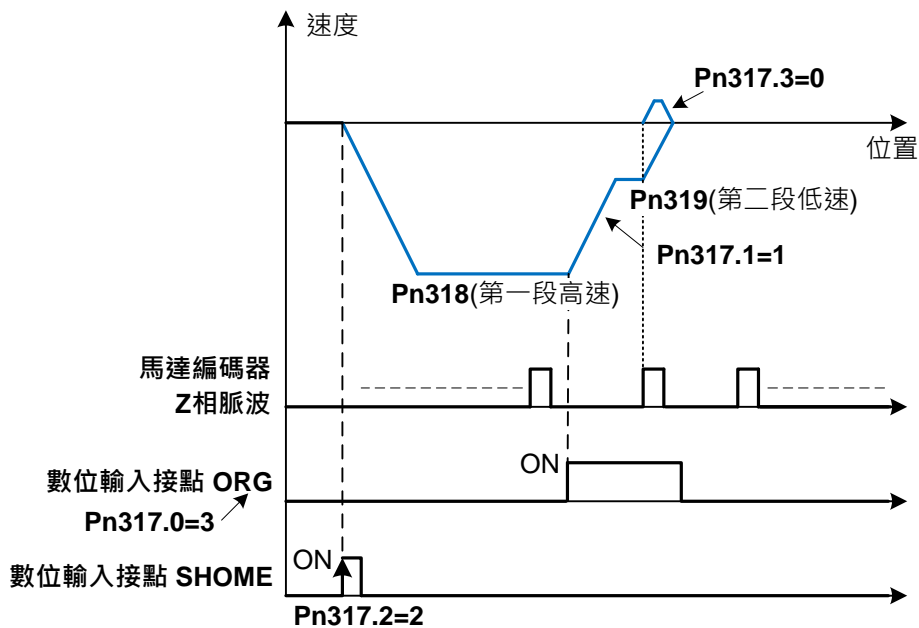 速度
Pn317.3=0
位置
Pn319(第二段低速)
Pn317.1=1
Pn318(第一段高速)
馬達編碼器
Z相脈波
ON
數位輸入接點 ORG
Pn317.0=3
ON
數位輸入接點 SHOME
Pn317.2=2